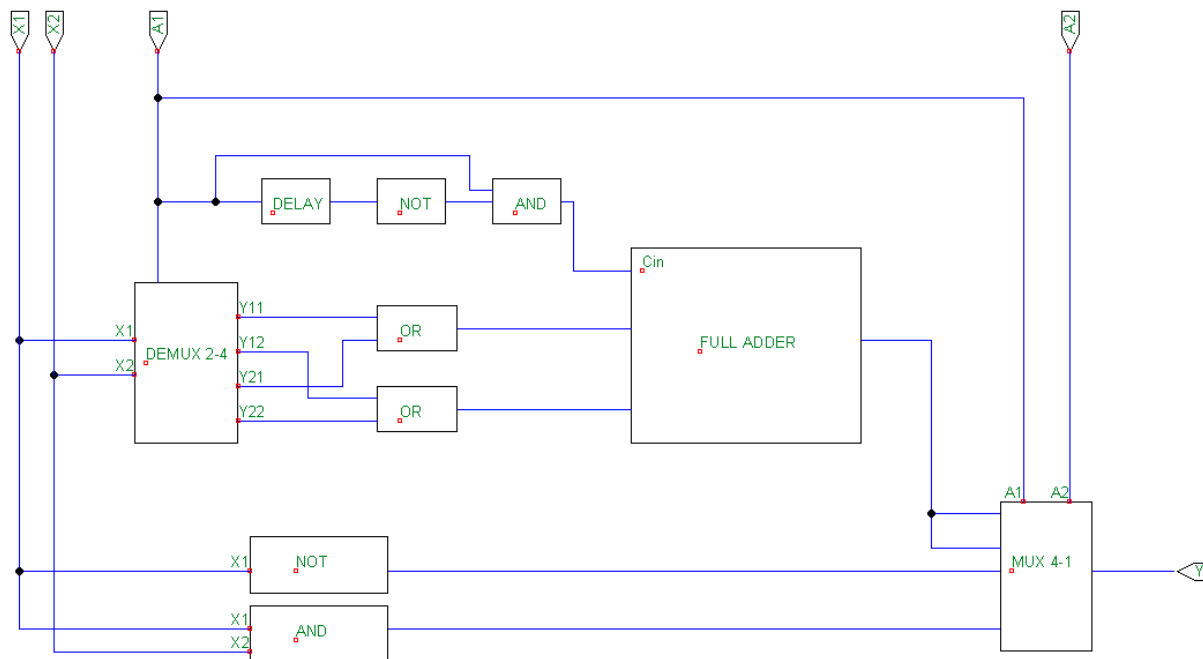 X1
X2
A1
A2
DELAY
NOT
AND
Cin
FULL ADDER
X1
X2
DEMUX 2-4
Y11
Y12
Y21
Y22
OR
OR
A1
A2
MUX 4-1
Y
X1
NOT
X1
X2
AND